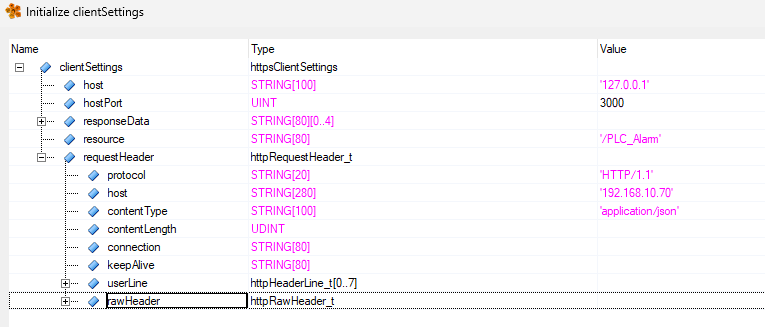 Initialize clientSettings
Name Type Value
clientSettings httpsClientSettings
host STRING[100] '127.0.0.1'
hostPort UINT 3000
responseData STRING[80][0..4]
resource STRING[80] '/PLC_Alarm'
requestHeader httpRequestHeader_t
protocol STRING[20] 'HTTP/1.1'
host STRING[280] '192.168.10.70'
contentType STRING[100] 'application/json'
contentLength UDINT
connection STRING[80]
keepAlive STRING[80]
userLine httpHeaderLine_t[0..7]
rawHeader httpRawHeader_t